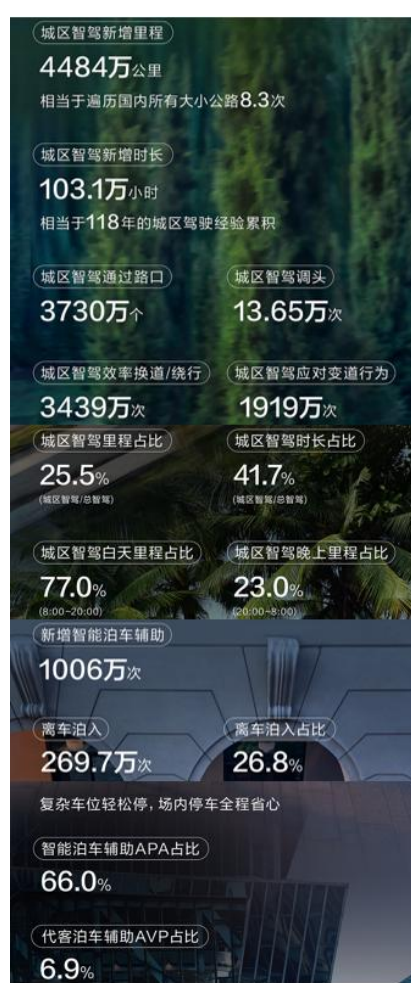 城区智驾新增里程
4484万公里
相当于遍历国内所有大小公路8.3次
城区智驾新增时长
103.1万小时
相当于118年的城区驾驶经验累积
城区智驾通过路口 城区智驾调头
3730万个 13.65万次
城区智驾效率换道/绕行 城区智驾应对变道行为
3439万次 1919万次
城区智驾里程占比 城区智驾时长占比
25.5% 41.7%
(城区智驾/总智驾) (城区智驾/总智驾)
城区智驾白天里程占比 城区智驾晚上里程占比
77.0% 23.0%
(8:00-20:00) (20:00-8:00)
新增智能泊车辅助
1006万次
离车泊入 离车泊入占比
269.7万次 26.8%
复杂车位轻松停，场内停车全程省心
智能泊车辅助APA占比
66.0%
代客泊车辅助AVP占比
6.9%